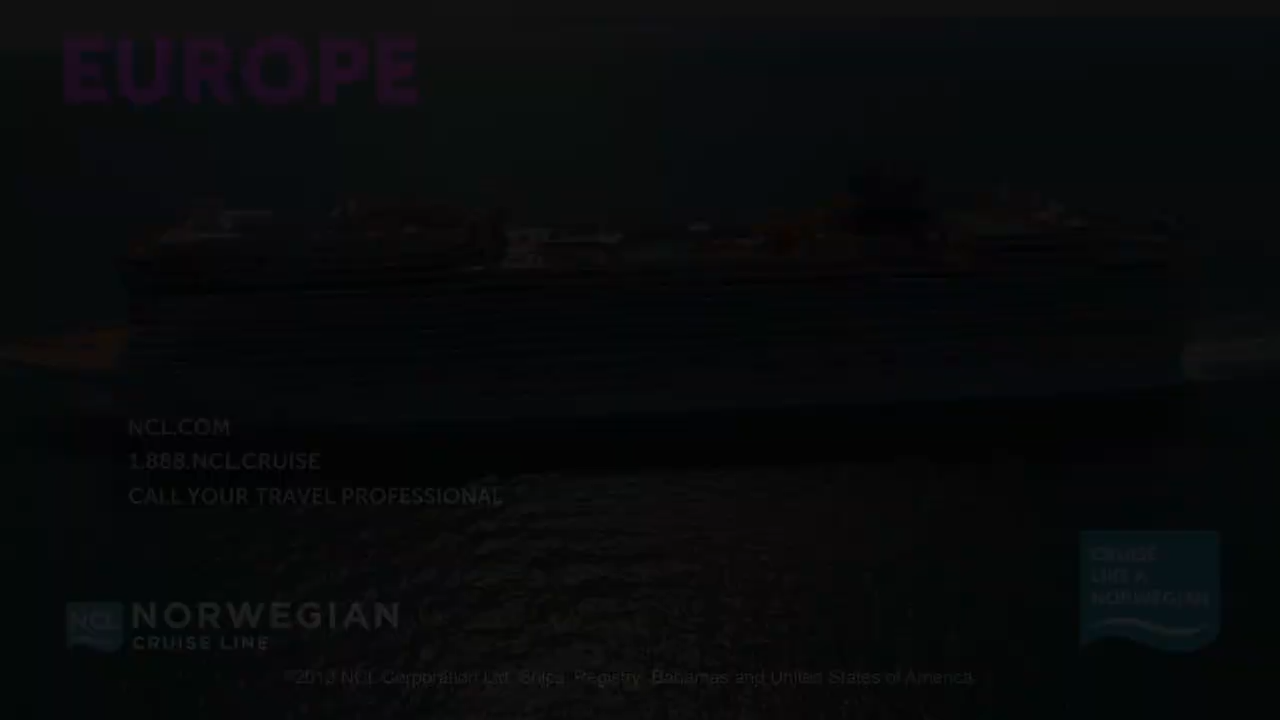 EUROPE
NCL.COM
1.888.NCL.CRUISE
CALL YOUR TRAVEL PROFESSIONAL
CRUISE
LIKE A
NORWEGIAN
NCL NORWEGIAN
CRUISE LINE
©2013 NCL Corporation Ltd. Ships' Registry: Bahamas and United States of America